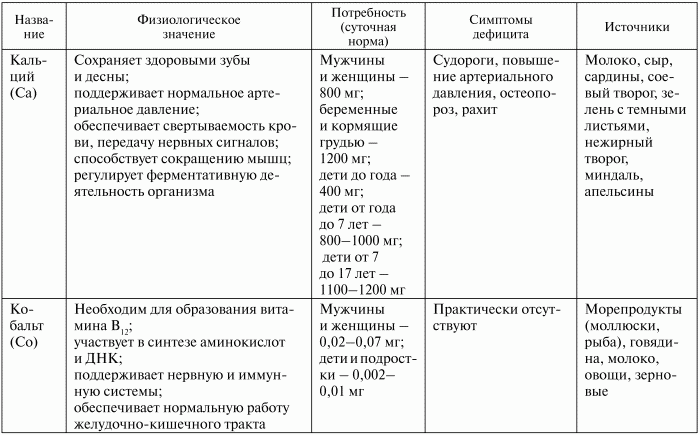 Назва-
ние
Физиологическое
значение
Потребность
(суточная
норма)
Симптомы
дефицита
Источники
Каль-
ций
(Ca)
Сохраняет здоровыми зубы
и десны;
поддерживает нормальное арте-
риальное давление;
обеспечивает свертываемость кро-
ви, передачу нервных сигналов;
способствует сокращению мышц;
регулирует ферментативную де-
ятельность организма
Мужчины
и женщины –
800 мг;
беременные
и кормящие
грудью –
1200 мг;
дети до года –
400 мг;
дети от года
до 7 лет –
800–1000 мг;
дети от 7
до 17 лет –
1100–1200 мг
Судороги, повыше-
ние артериального
давления, остеопо-
роз, рахит
Молоко, сыр,
сардины, сое-
вый творог, зе-
лень с темными
листьями,
нежирный
творог,
миндаль,
апельсины
Ко-
бальт
(Co)
Необходим для образования вита-
мина B12;
участвует в синтезе аминокислот
и ДНК;
поддерживает нервную и иммун-
ную системы;
обеспечивает нормальную работу
желудочно-кишечного тракта
Мужчины
и женщины –
0,02–0,07 мг;
дети и подрост-
ки – 0,002–
0,01 мг
Практически отсут-
ствуют
Морепродукты
(моллюски,
рыба), говяди-
на, молоко,
овощи, зерно-
вые